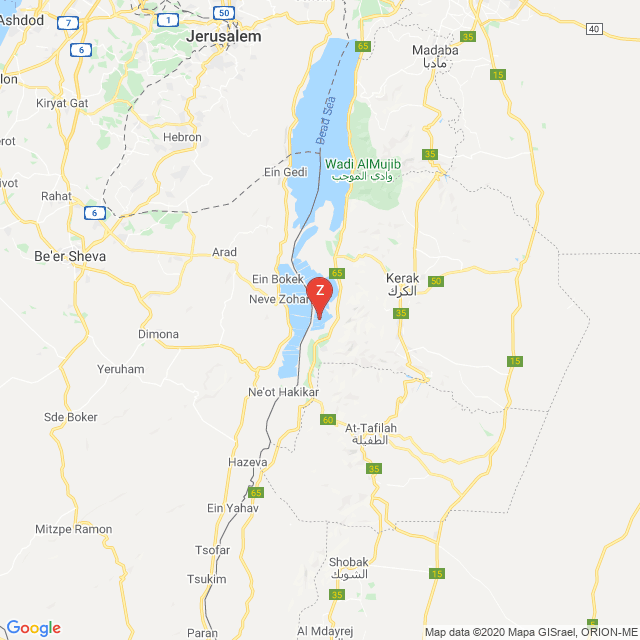 Ashdod
7
1
50
Jerusalem
6
65
Madaba
مأدبا
40
15
lon
Kiryat Gat
Dead Sea
35
Hebron
rot
Wadi AlMujib
وادي الموجب
Ein Gedi
35
ivot
Rahat
6
Be'er Sheva
Arad
Ein Bokek
65
Kerak
الكرك
50
Z
Neve Zohar
35
Dimona
15
Yeruham
Ne'ot Hakikar
Sde Boker
60
At-Tafilah
الطفيلة
Hazeva
35
65
Ein Yahav
Mitzpe Ramon
Tsofar
Shobak
الشوبك
Tsukim
15
35
5
Paran
Al Mdayrej
Google
Map data ©2020 Mapa GISrael, ORION-ME